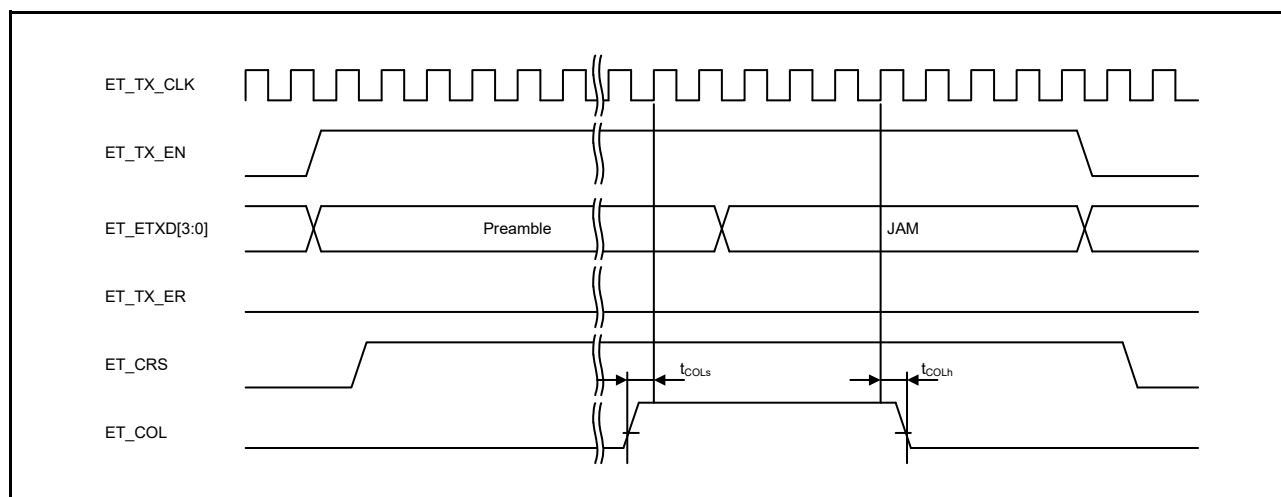 ET_TX_CLK
ET_TX_EN
ET_ETXD[3:0]
Preamble
JAM
ET_TX_ER
ET_CRS
tCOLs
tCOLh
ET_COL